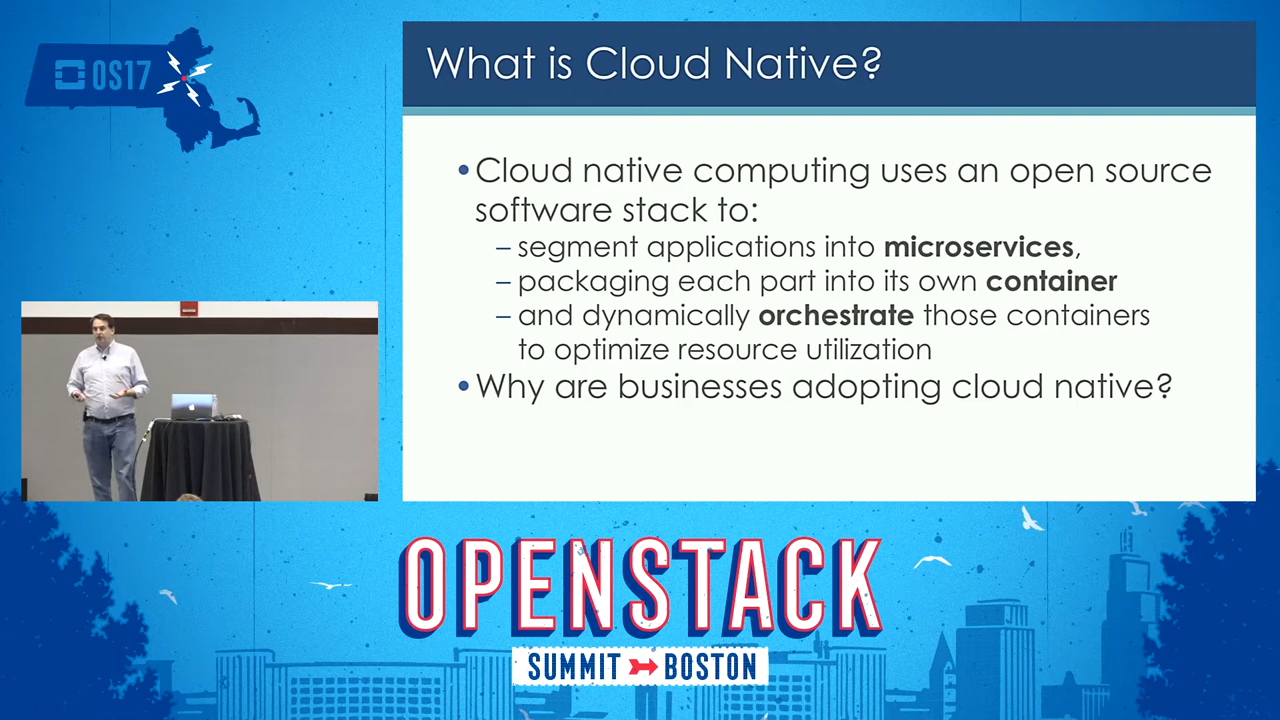 OS17
What is Cloud Native?
• Cloud native computing uses an open source
software stack to:
– segment applications into microservices,
– packaging each part into its own container
– and dynamically orchestrate those containers
to optimize resource utilization
• Why are businesses adopting cloud native?
OPENSTACK
SUMMIT BOSTON